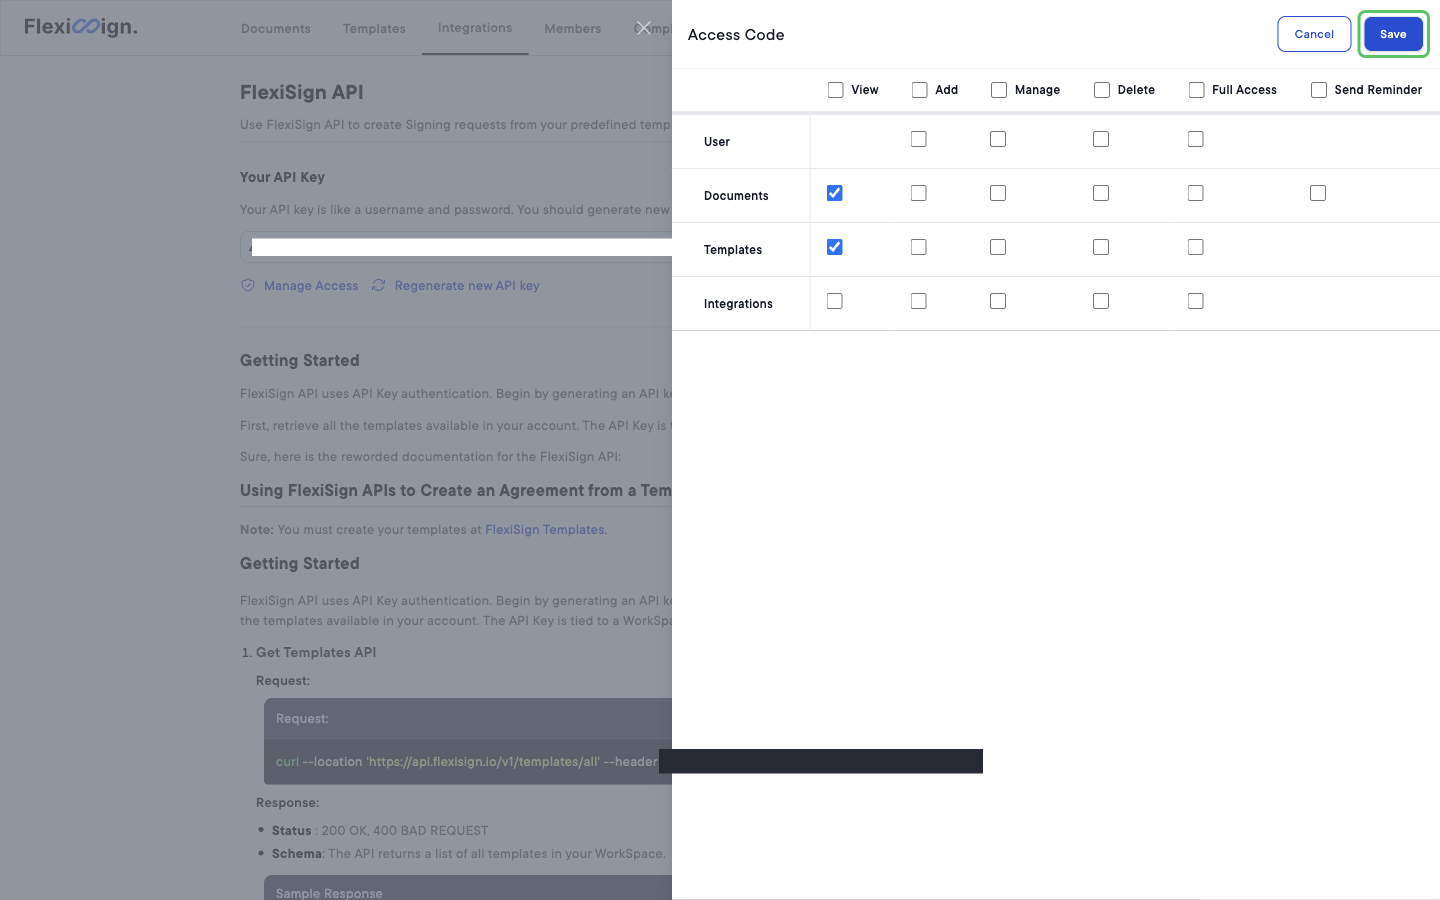 FlexiSign.
Documents
Templates
Integrations
Members
Access Code
Cancel
Save
View
Add
Manage
Delete
Full Access
Send Reminder
User
Documents
Templates
Integrations
FlexiSign API
Use FlexiSign API to create Signing requests from your predefined temp
Your API Key
Your API key is like a username and password. You should generate new
Manage Access
Regenerate new API key
Getting Started
FlexiSign API uses API Key authentication. Begin by generating an API ke
First, retrieve all the templates available in your account. The API Key is t
Sure, here is the reworded documentation for the FlexiSign API:
Using FlexiSign APIs to Create an Agreement from a Tem
Note: You must create your templates at FlexiSign Templates.
Getting Started
FlexiSign API uses API Key authentication. Begin by generating an API ke
the templates available in your account. The API Key is tied to a WorkSpa
1. Get Templates API
Request:
Request:
curl --location 'https://api.flexisign.io/v1/templates/all' --header
Response:
• Status : 200 OK, 400 BAD REQUEST
• Schema: The API returns a list of all templates in your WorkSpace.
Sample Response